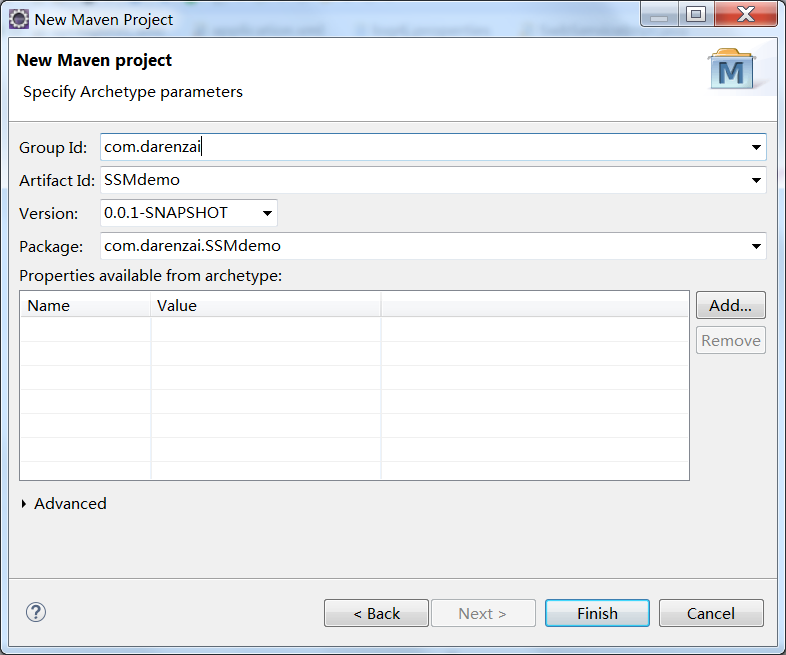 New Maven Project
New Maven project
Specify Archetype parameters
M
Group Id: com.darenzai
Artifact Id: SSMdemo
Version: 0.0.1-SNAPSHOT
Package: com.darenzai.SSMdemo
Properties available from archetype:
Name Value
Add...
Remove
Advanced
? < Back Next > Finish Cancel